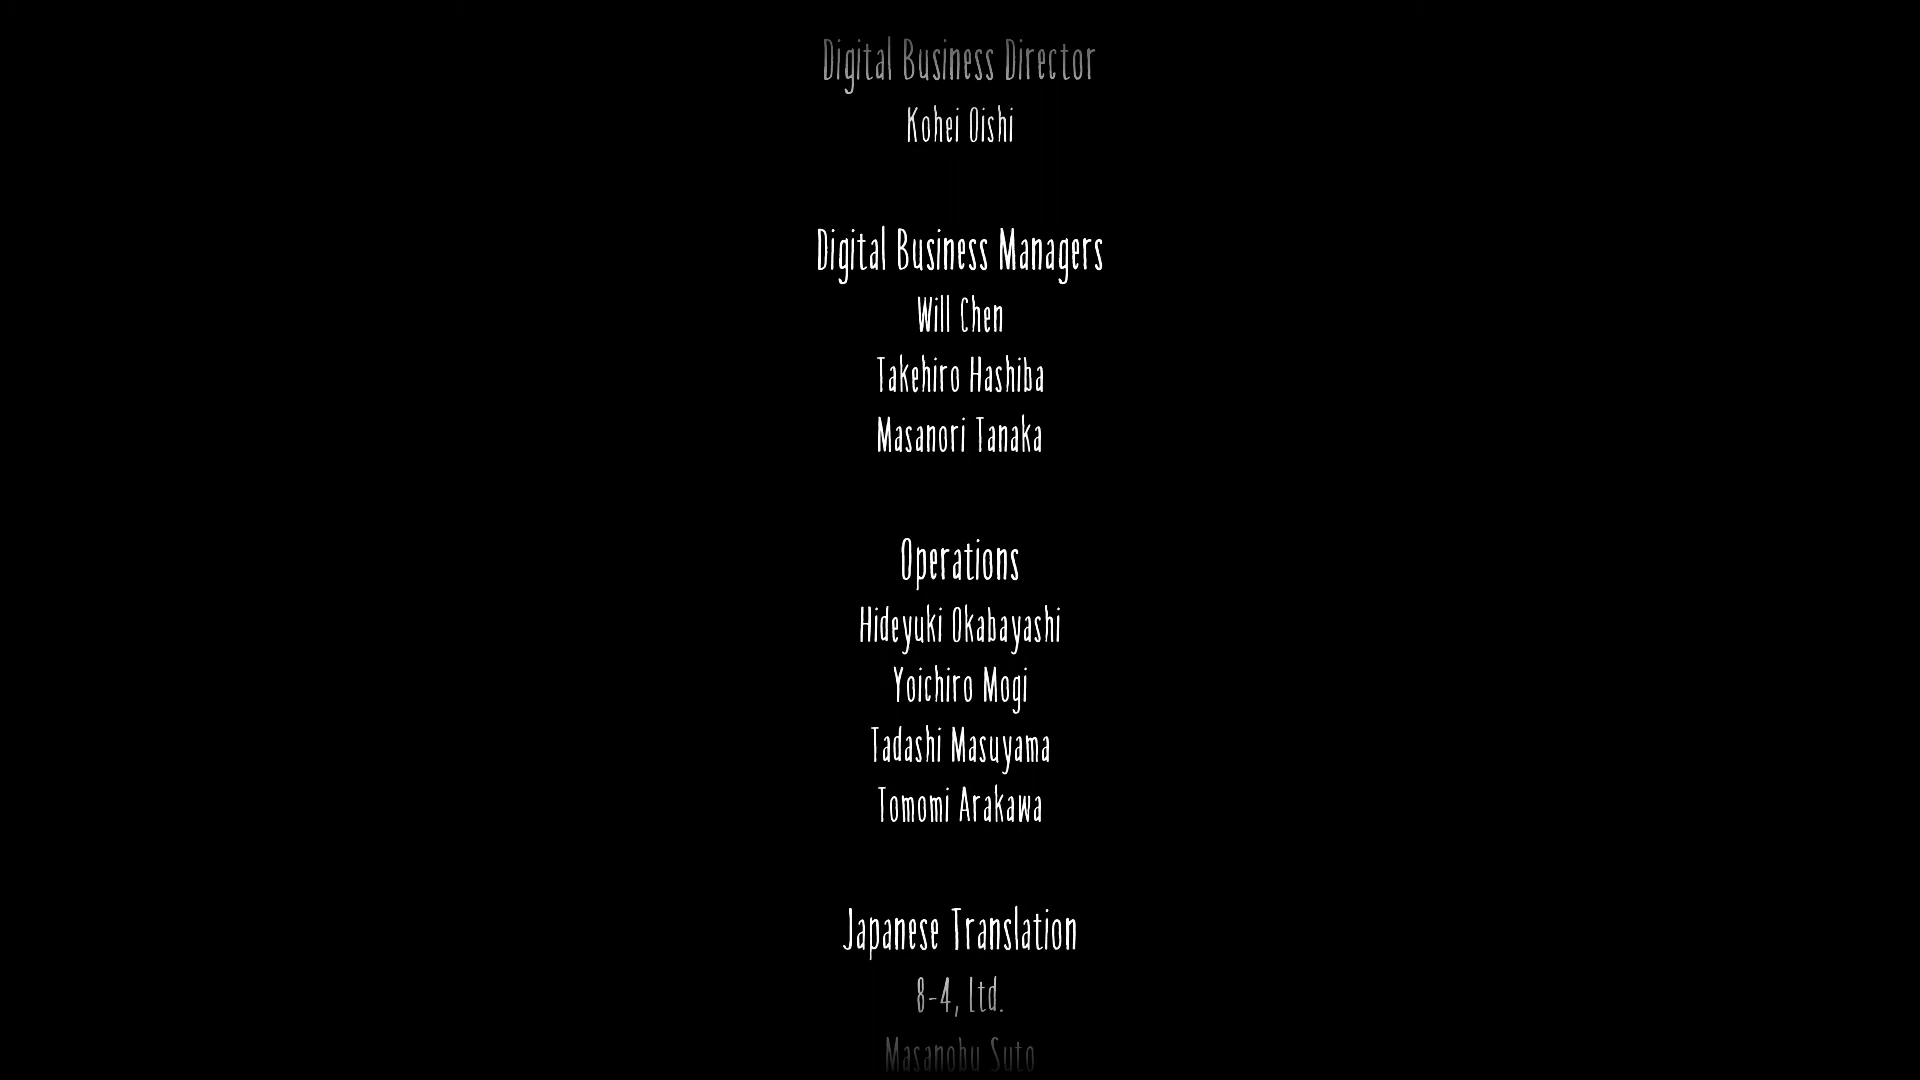 Digital Business Director
Kohei Oishi
Digital Business Managers
Will Chen
Takehiro Hashiba
Masanori Tanaka
Operations
Hideyuki Okabayashi
Yoichiro Mogi
Tadashi Masuyama
Tomomi Arakawa
Japanese Translation
8-4, Ltd.
Masanobu Suto